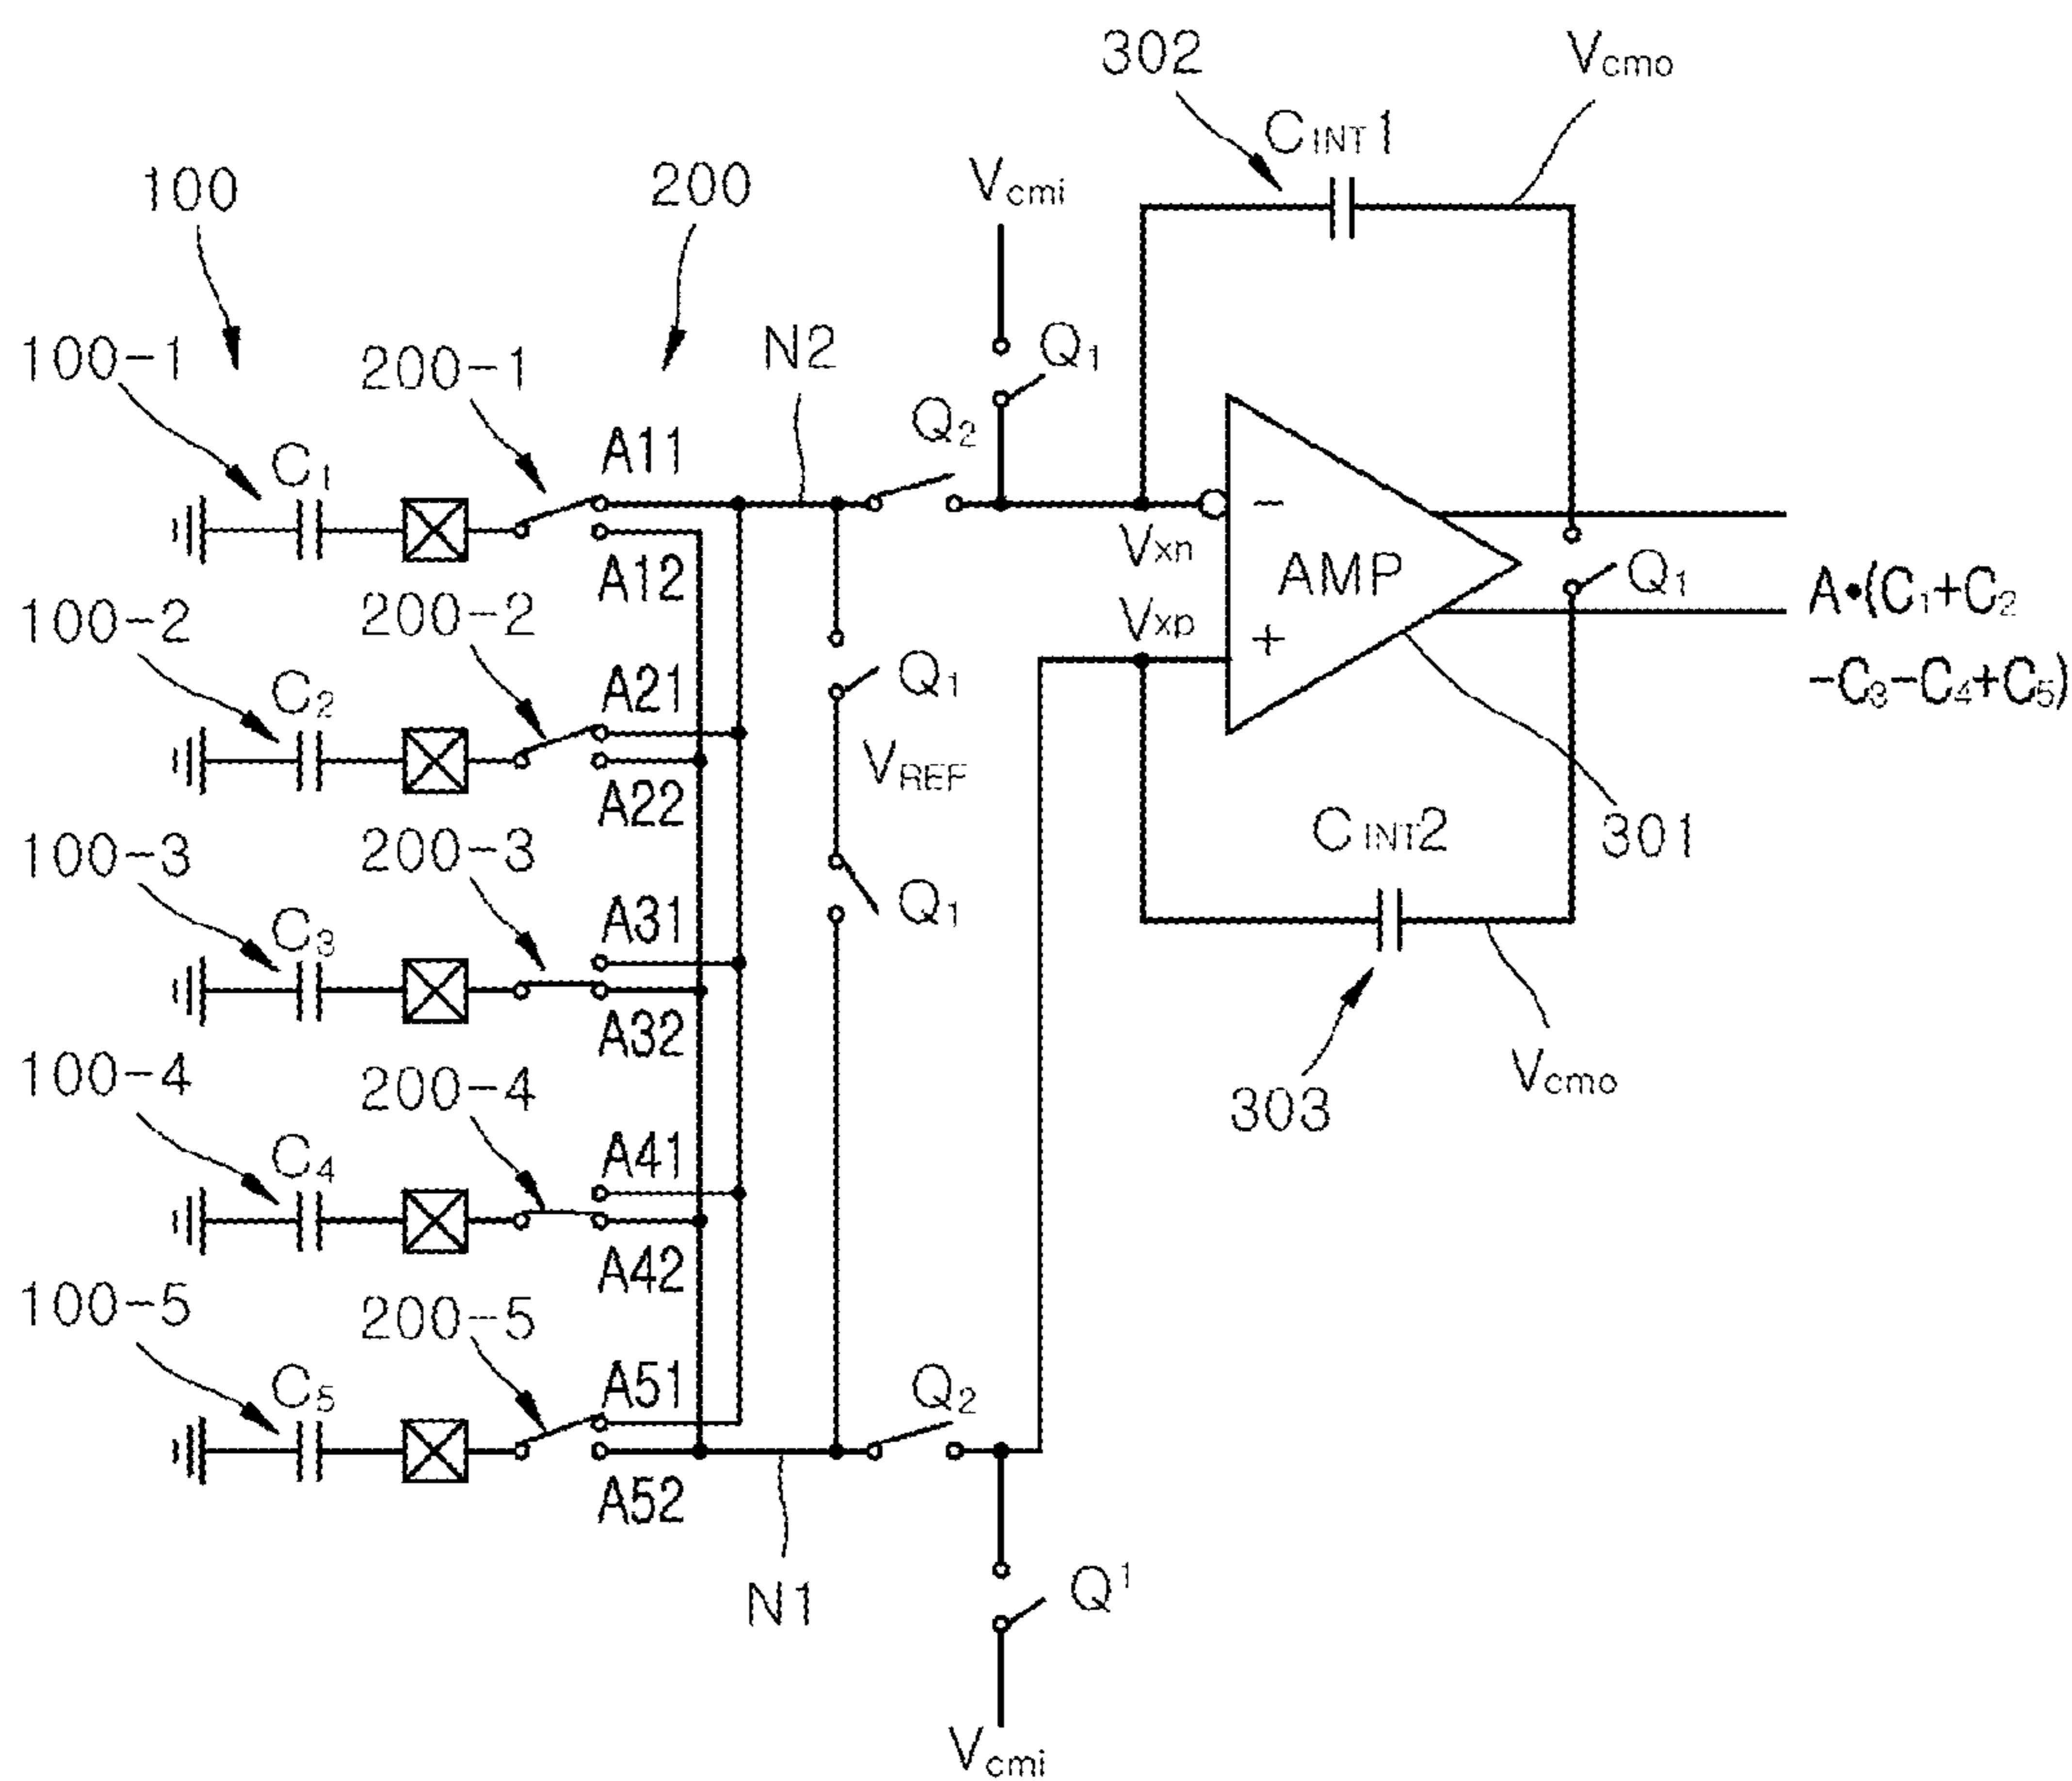 302
Vcmo
CINT1
100
200
Vcmi
100-1
200-1
N2
Q1
Q2
C1
A11
A12
Vxn
AMP
Vxp
Q1
A•(C1+C2
-C3-C4+C5)
100-2
200-2
C2
A21
A22
Q1
VREF
301
CINT2
100-3
200-3
C3
A31
A32
Q1
100-4
200-4
C4
A41
A42
303
Vcmo
100-5
200-5
C5
A51
A52
Q2
N1
Q1
Vcmi
-
+